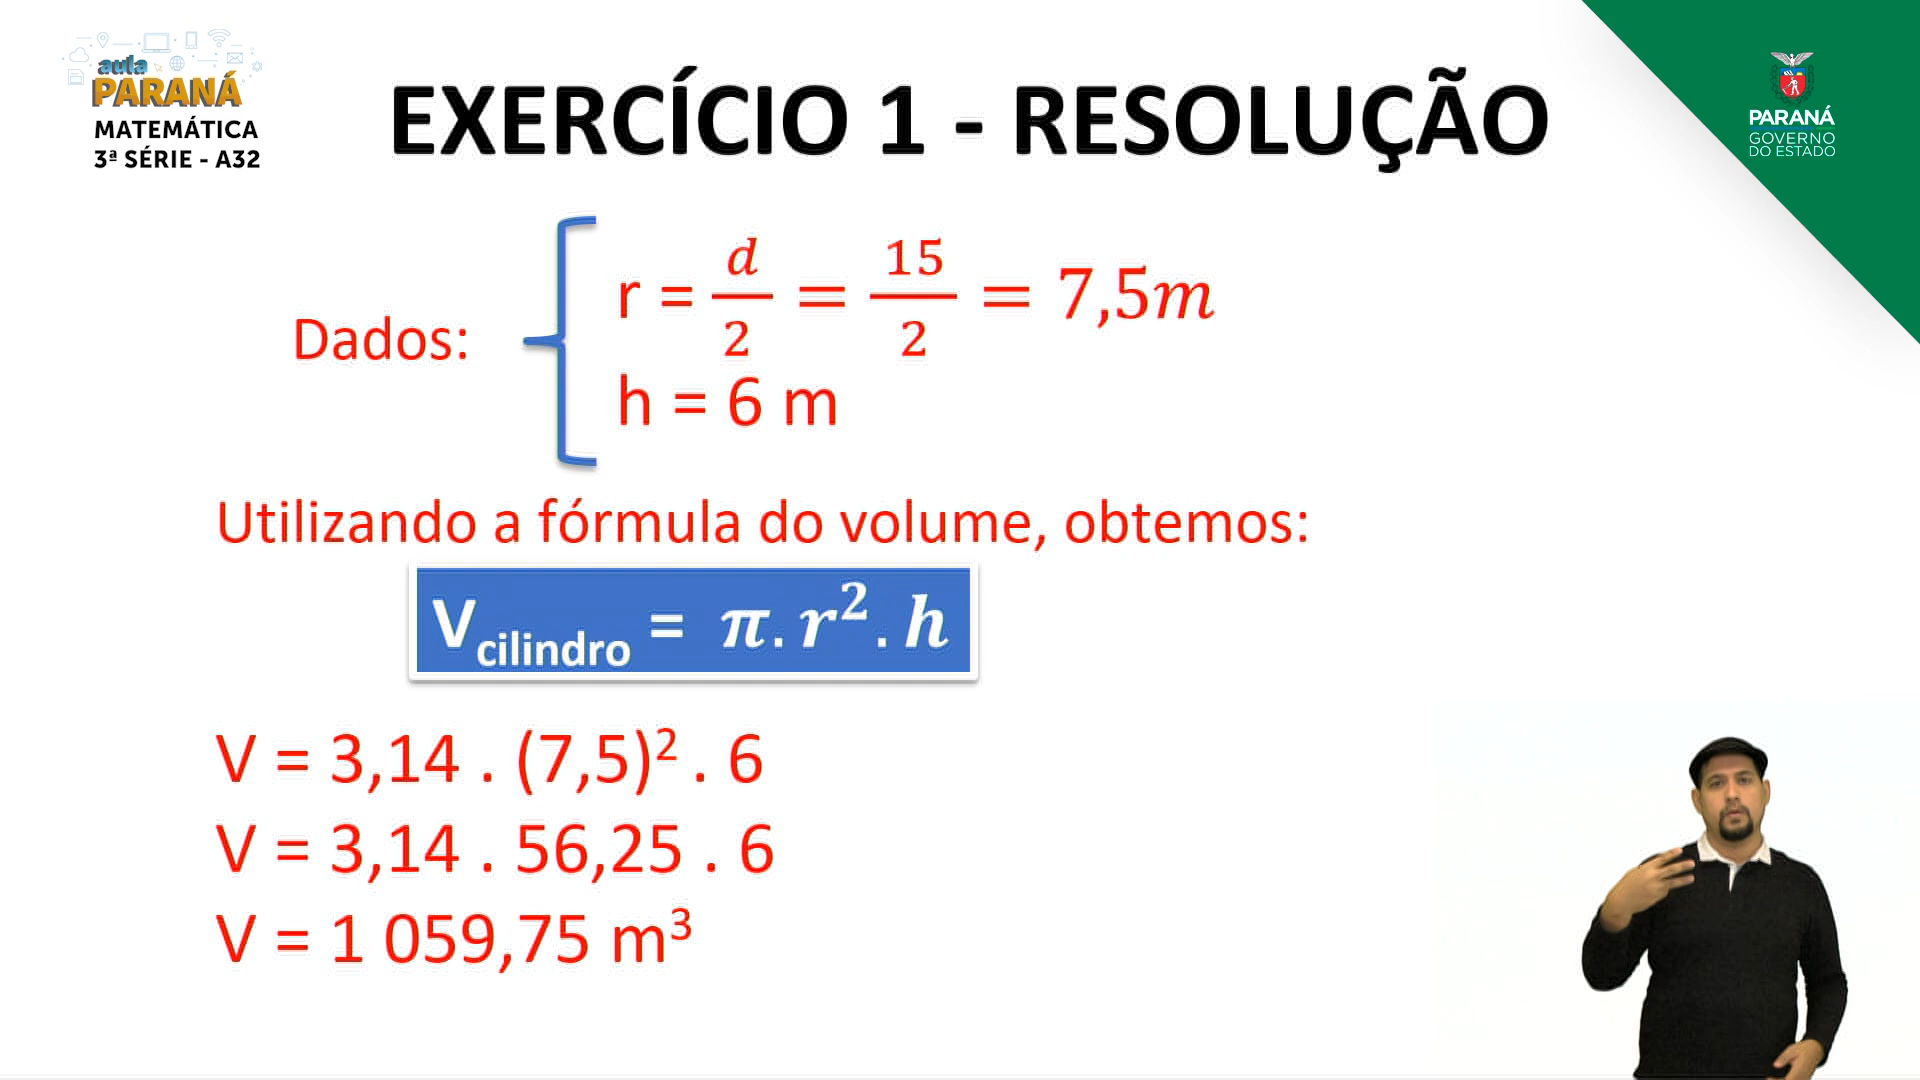 aula
PARANÁ
MATEMÁTICA
3ª SÉRIE - A32
EXERCÍCIO 1 - RESOLUÇÃO
PARANÁ
GOVERNO
DO ESTADO
Dados:
r = d/2 = 15/2 = 7,5m
h = 6 m
Utilizando a fórmula do volume, obtemos:
V cilindro = π. r². h
V = 3,14 . (7,5)² . 6
V = 3,14 . 56,25 . 6
V = 1 059,75 m³